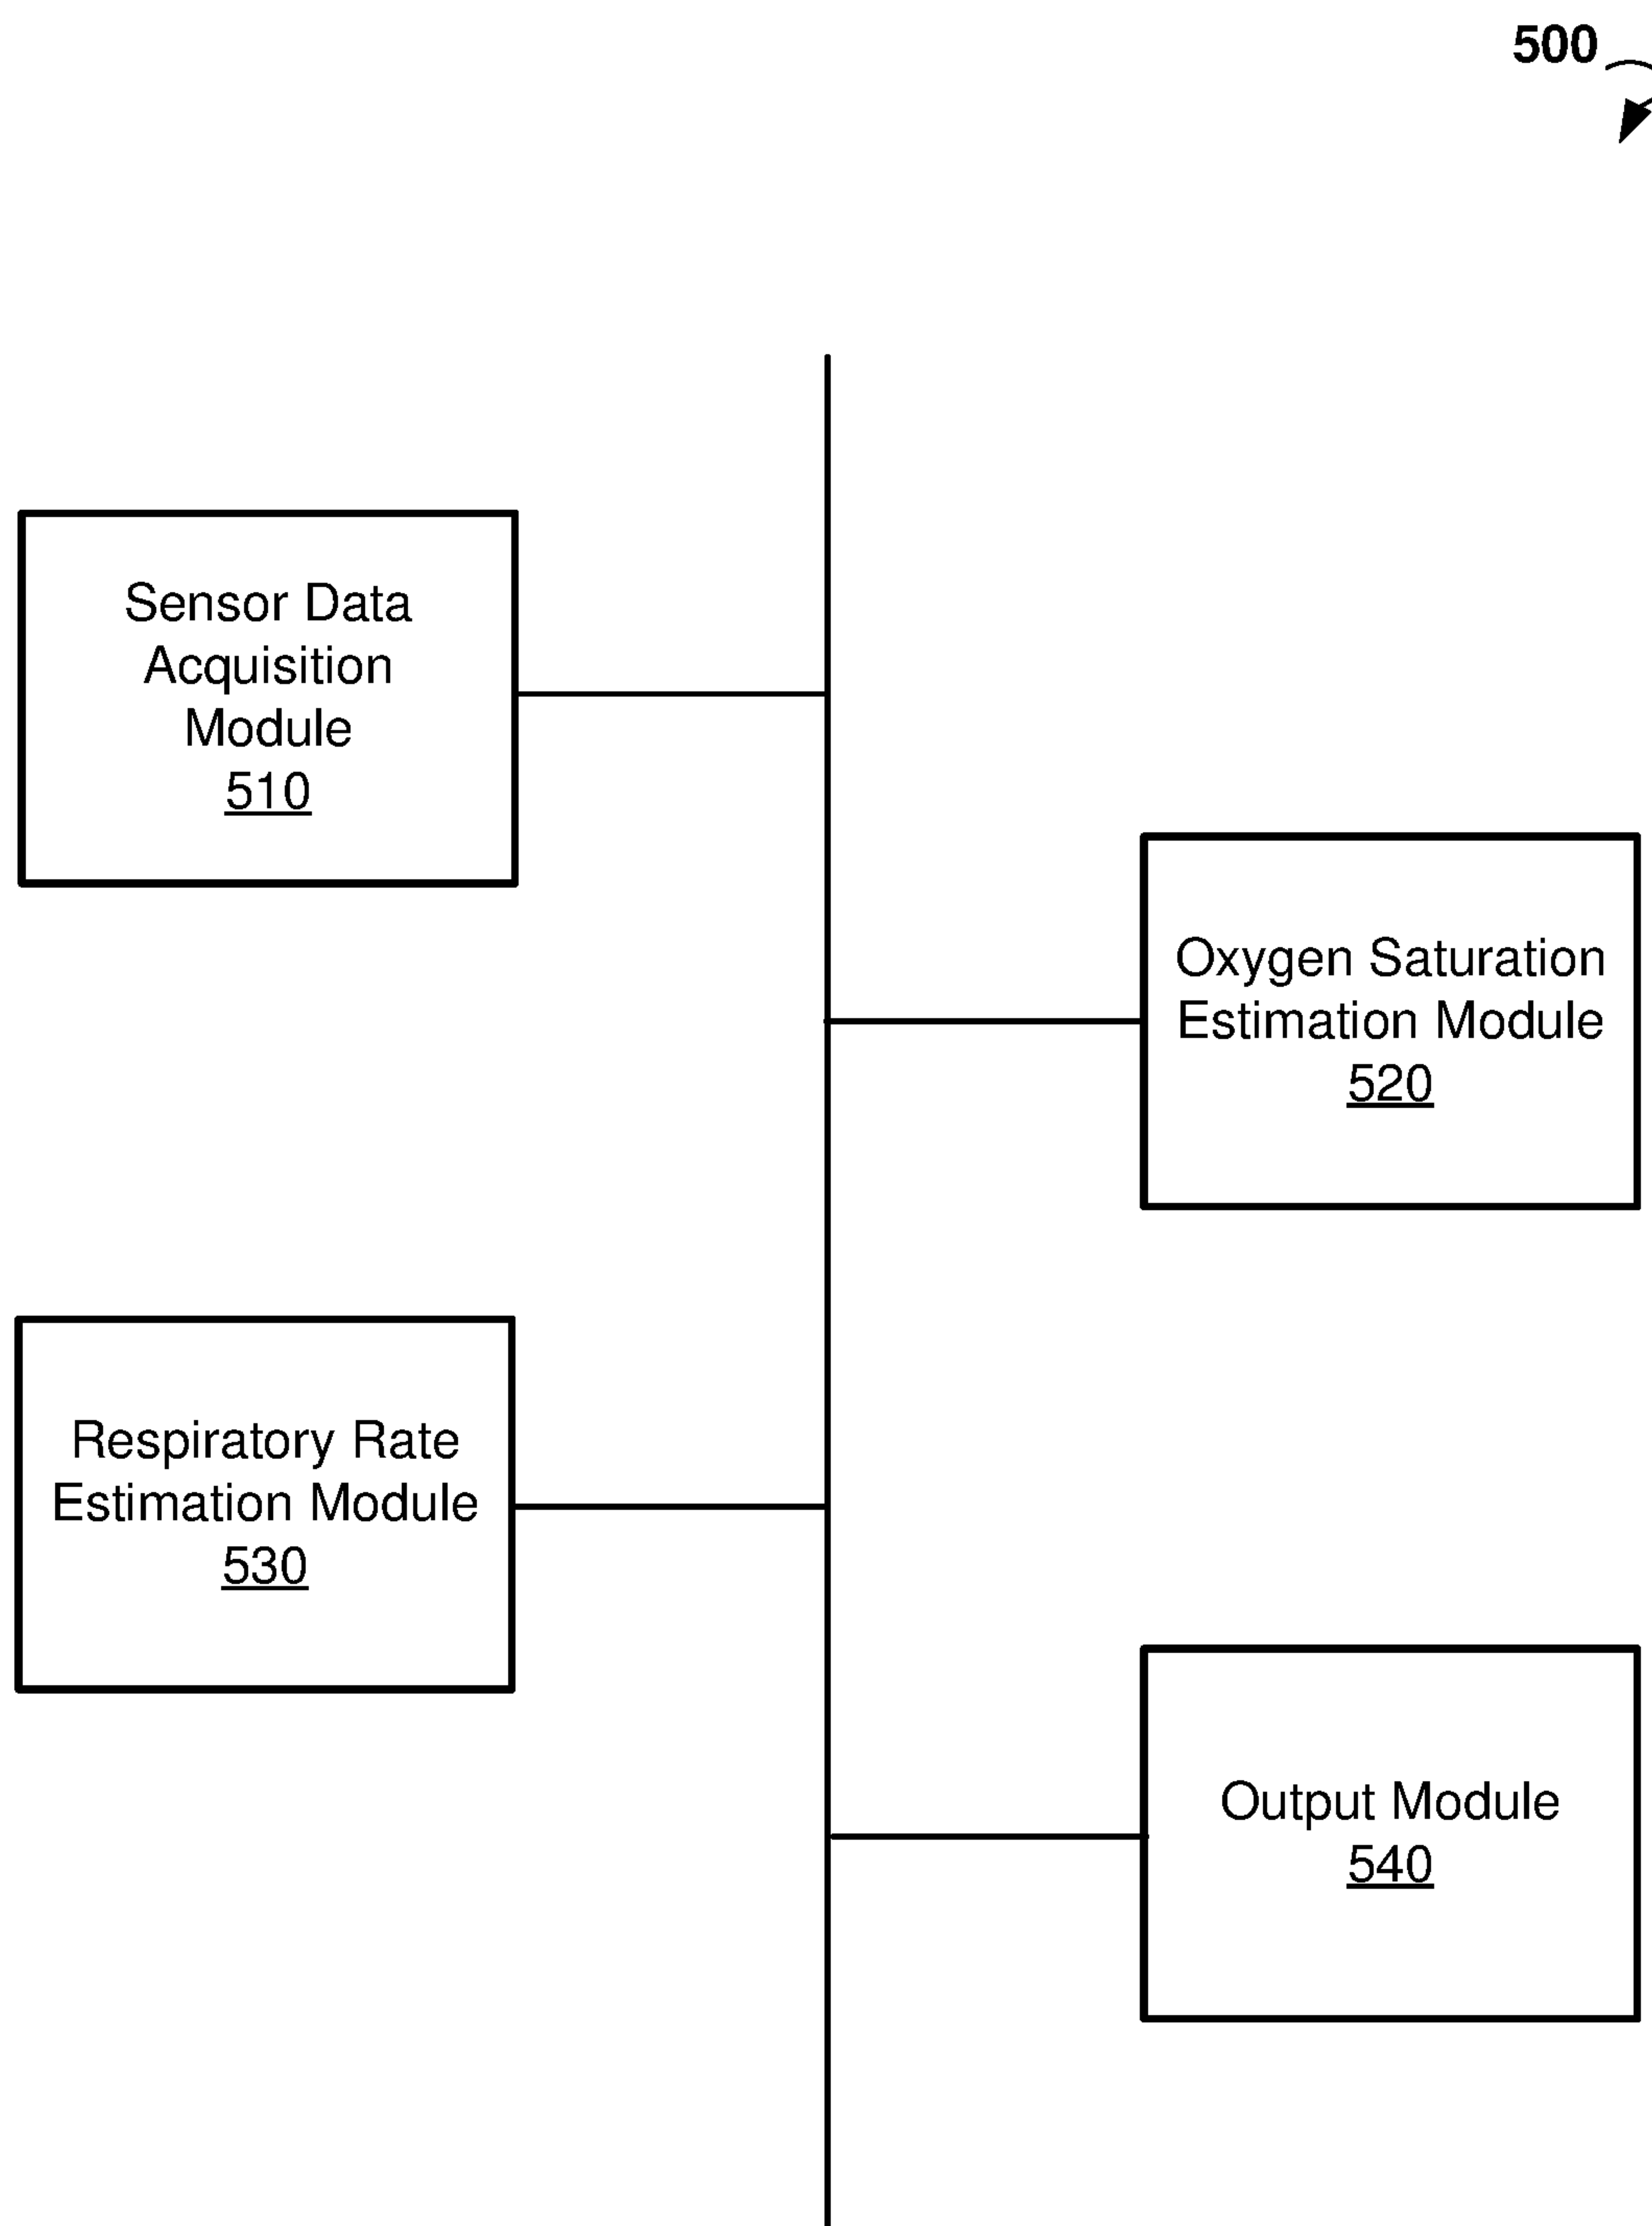 500
Sensor Data
Acquisition
Module
510
Oxygen Saturation
Estimation Module
520
Respiratory Rate
Estimation Module
530
Output Module
540